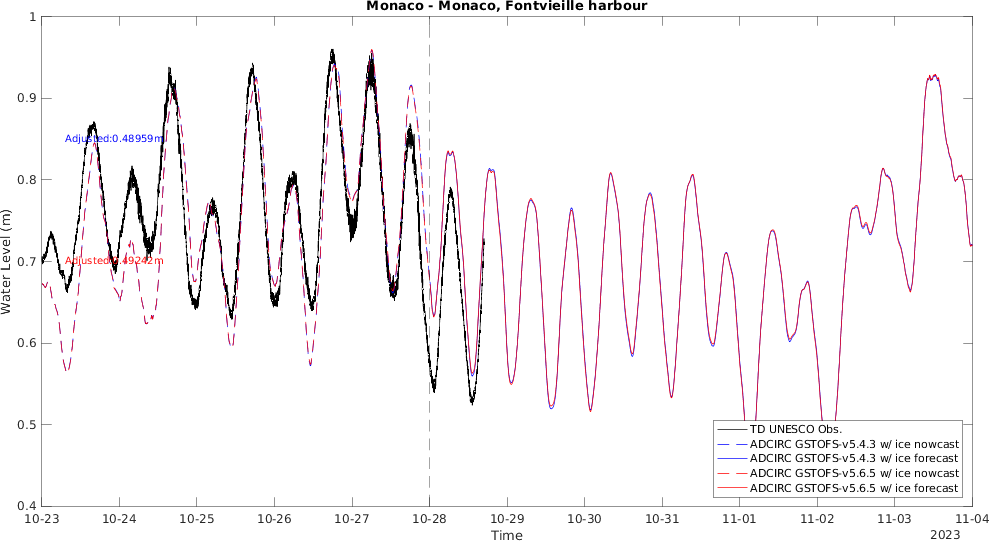 Monaco - Monaco, Fontvieille harbour
1
0.9
0.8
0.7
0.6
0.5
0.4
Water Level (m)
Adjusted:0.48959m
Adjusted:0.49242m
TD UNESCO Obs.
ADCIRC GSTOFS-v5.4.3 w/ ice nowcast
ADCIRC GSTOFS-v5.4.3 w/ ice forecast
ADCIRC GSTOFS-v5.6.5 w/ ice nowcast
ADCIRC GSTOFS-v5.6.5 w/ ice forecast
10-23 10-24 10-25 10-26 10-27 10-28 10-29 10-30 10-31 11-01 11-02 11-03 11-04
Time
2023